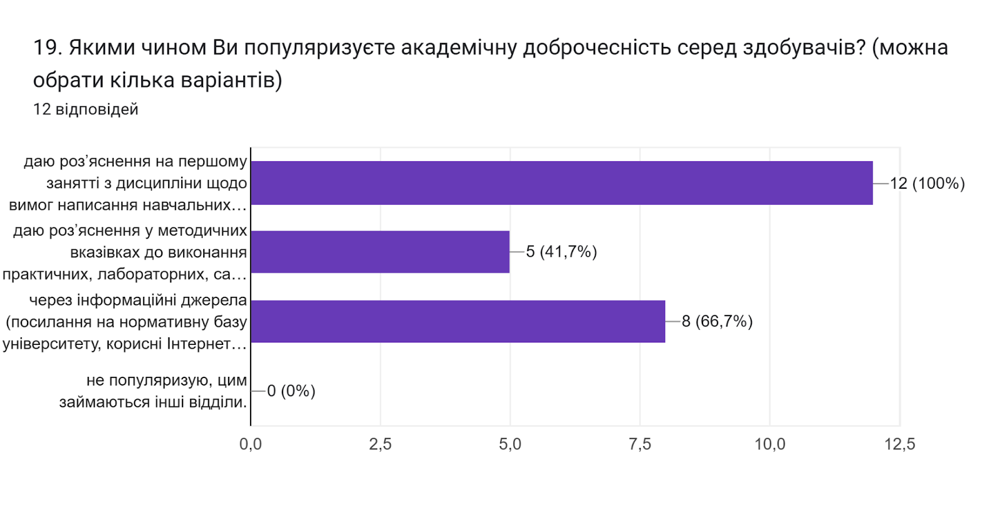 19. Якими чином Ви популяризуєте академічну доброчесність серед здобувачів? (можна
обрати кілька варіантів)
12 відповідей
даю роз’яснення на першому
занятті з дисципліни щодо
вимог написання навчальних…
12 (100%)
даю роз’яснення у методичних
вказівках до виконання
практичних, лабораторних, са…
5 (41,7%)
через інформаційні джерела
(посилання на нормативну базу
університету, корисні Інтернет…
8 (66,7%)
не популяризую, цим
займаються інші відділи.
0 (0%)
0,0 2,5 5,0 7,5 10,0 12,5